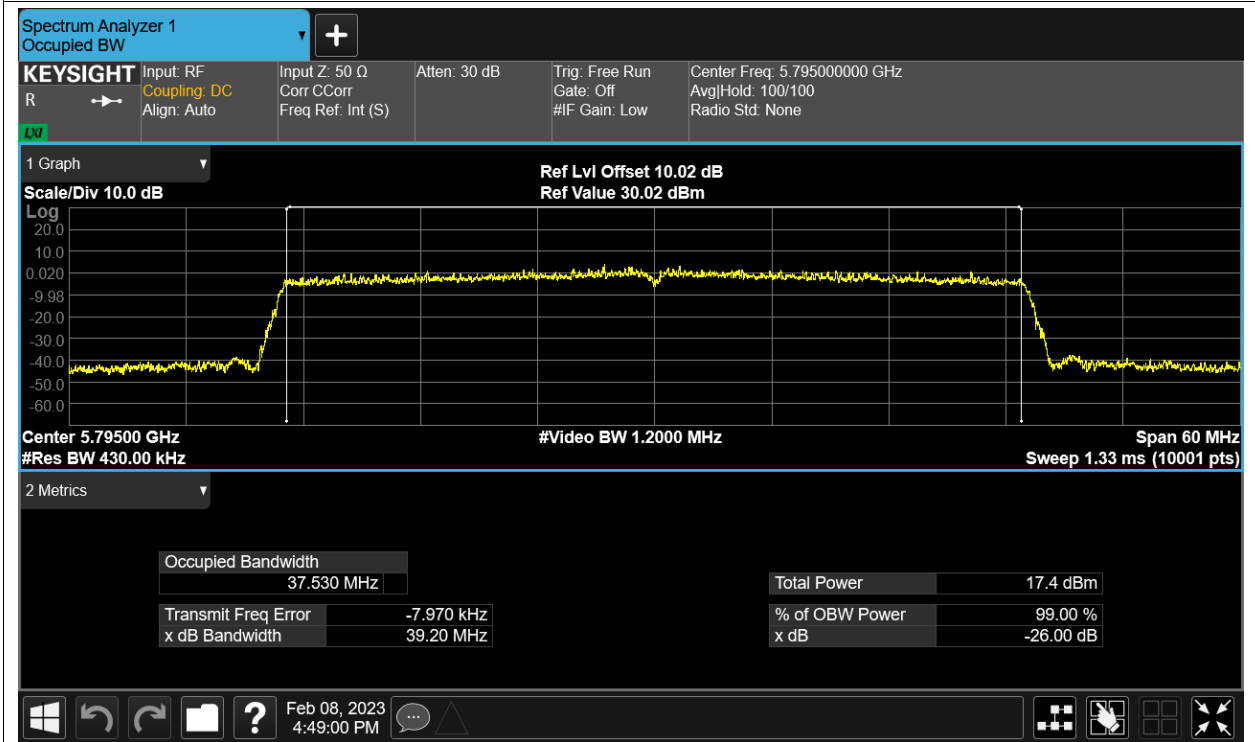 Spectrum Analyzer 1
Occupied BW
▼
+
KEYSIGHT Input: RF Input Z: 50 Ω Atten: 30 dB Trig: Free Run Center Freq: 5.795000000 GHz
R Coupling: DC Corr CCorr Gate: Off Avg|Hold: 100/100
Align: Auto Freq Ref: Int (S) #IF Gain: Low Radio Std: None
LXI
1 Graph ▼ Ref Lvl Offset 10.02 dB
Scale/Div 10.0 dB Ref Value 30.02 dBm
Log
20.0
10.0
0.020
-9.98
-20.0
-30.0
-40.0
-50.0
-60.0
Center 5.79500 GHz #Video BW 1.2000 MHz Span 60 MHz
#Res BW 430.00 kHz Sweep 1.33 ms (10001 pts)
2 Metrics ▼
Occupied Bandwidth
37.530 MHz Total Power 17.4 dBm
Transmit Freq Error -7.970 kHz % of OBW Power 99.00 %
x dB Bandwidth 39.20 MHz x dB -26.00 dB
? Feb 08, 2023
4:49:00 PM